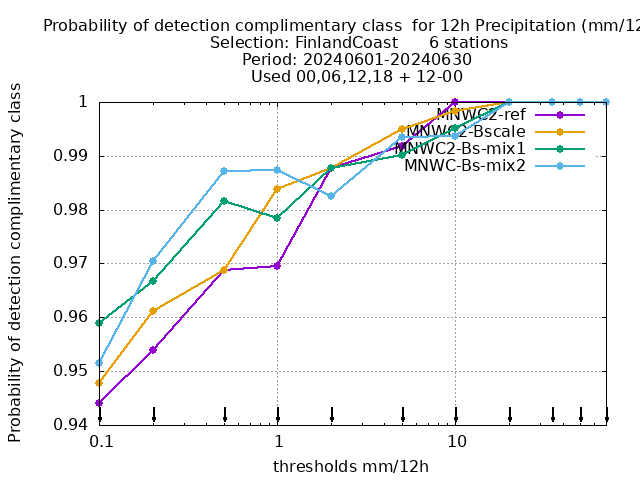 Probability of detection complimentary class for 12h Precipitation (mm/12
Selection: FinlandCoast 6 stations
Period: 20240601-20240630
Used 00,06,12,18 + 12-00
Probability of detection complimentary class
1
0.99
0.98
0.97
0.96
0.95
0.94
MNWC2-ref
MNWC2-Bscale
MNWC2-Bs-mix1
MNWC-Bs-mix2
0.1 1 10
thresholds mm/12h